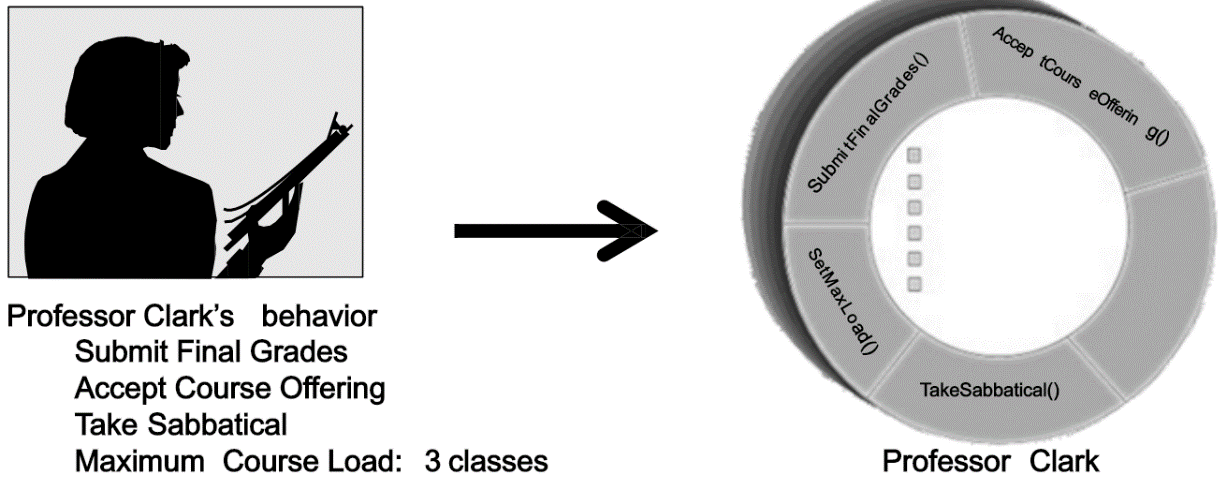 Professor Clark's behavior
Submit Final Grades
Accept Course Offering
Take Sabbatical
Maximum Course Load: 3 classes
SubmitFinalGrades()
AcceptCourseOffering()
SetMaxLoad()
TakeSabbatical()
Professor Clark